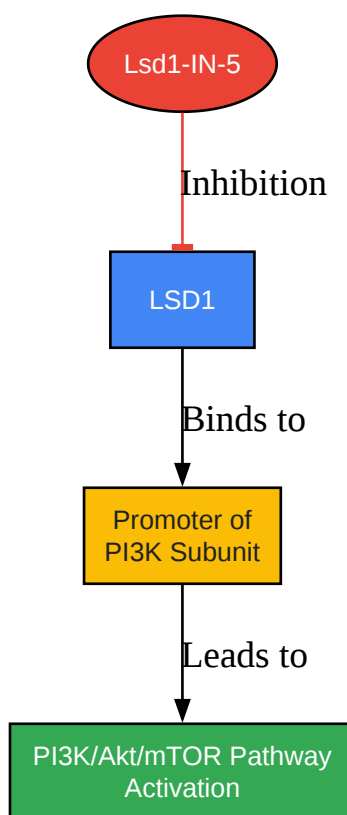 Lsd1-IN-5
Inhibition
LSD1
Binds to
Promoter of
PI3K Subunit
Leads to
PI3K/Akt/mTOR Pathway
Activation